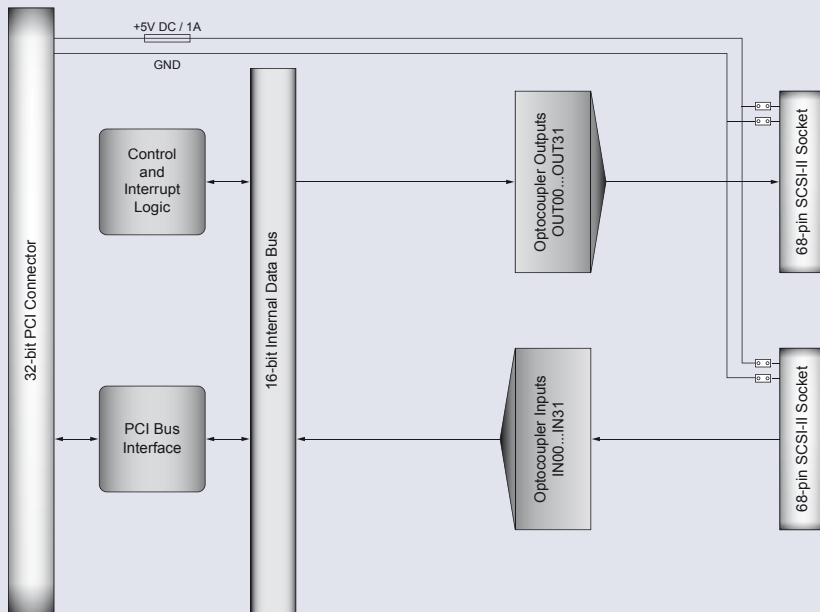 +5V DC / 1A
GND
Control
and
Interrupt
Logic
Optocoupler Outputs
OUT00...OUT31
68-pin SCSI-II Socket
32-bit PCI Connector
16-bit Internal Data Bus
PCI Bus
Interface
Optocoupler Inputs
IN00...IN31
68-pin SCSI-II Socket